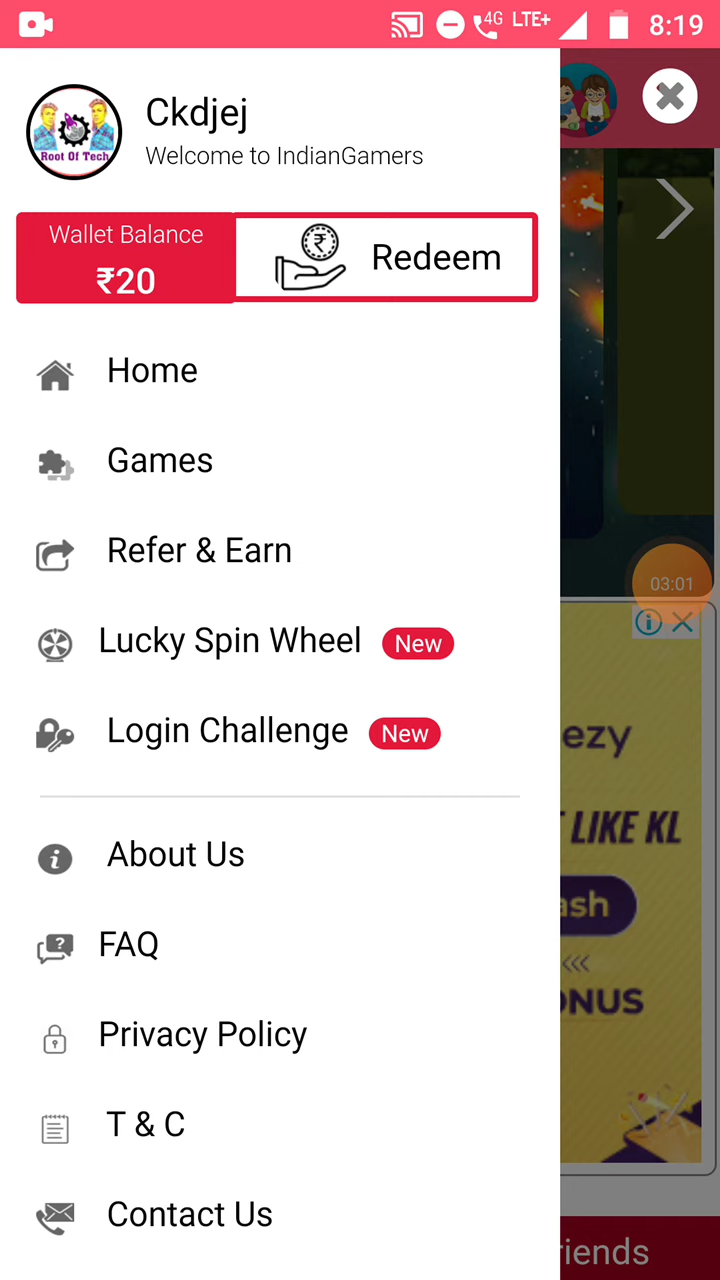 4G LTE+ 8:19
Root Of Tech
Ckdjej
Welcome to IndianGamers
Wallet Balance
₹20
₹ Redeem
Home
Games
Refer & Earn
Lucky Spin Wheel New
Login Challenge New
About Us
FAQ
Privacy Policy
T & C
Contact Us
03:01
ezy
LIKE KL
ash
<<<
ONUS
riends